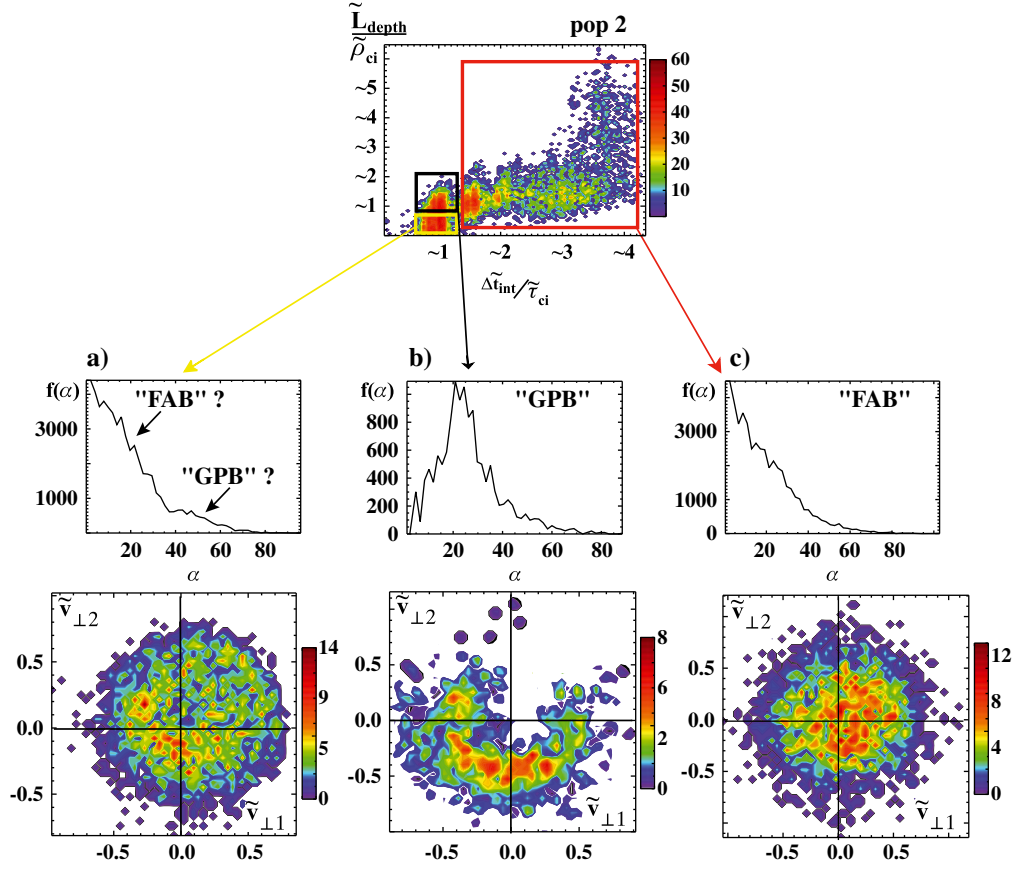 L̃depth pop 2
ρ̃ci
60
50
40
30
20
10
~5
~4
~3
~2
~1
~1 ~2 ~3 ~4
Δt̃int/τ̃ci
a) b) c)
f(α)
3000
1000
"FAB" ?
"GPB" ?
0 20 40 60 80
α
f(α)
1000
800
600
400
200
0
"GPB"
20 40 60 80
α
f(α)
3000
1000
0
"FAB"
20 40 60 80
α
ṽ⊥2
0.5
0.0
-0.5
ṽ⊥1
-0.5 0.0 0.5
14
9
5
0
ṽ⊥2
0.5
0.0
-0.5
ṽ⊥1
-0.5 0.0 0.5
8
6
4
2
0
ṽ⊥2
0.5
0.0
-0.5
ṽ⊥1
-0.5 0.0 0.5 1.0
12
8
4
0